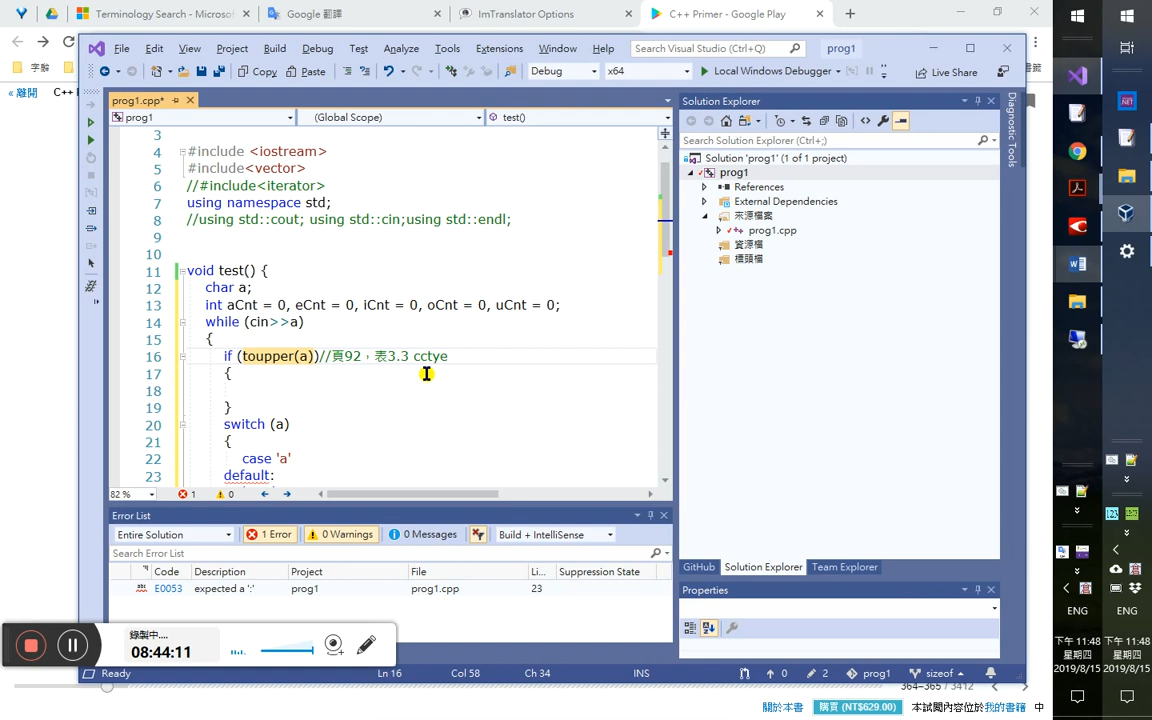 Terminology Search - Microsof
Google 翻譯
ImTranslator Options
C++ Primer - Google Play
字辭
« 離開
C++ P
File Edit View Project Build Debug Test Analyze Tools Extensions Window Help
Search Visual Studio (Ctrl+Q)
prog1
Copy Paste
Debug
x64
Local Windows Debugger
Live Share
prog1.cpp*
prog1
(Global Scope)
test()
3
4 #include <iostream>
5 #include<vector>
6 //#include<iterator>
7 using namespace std;
8 //using std::cout; using std::cin;using std::endl;
9
10
11 void test() {
12 char a;
13 int aCnt = 0, eCnt = 0, iCnt = 0, oCnt = 0, uCnt = 0;
14 while (cin>>a)
15 {
16 if (toupper(a))//頁92，表3.3 cctye
17 {
18
19 }
20 switch (a)
21 {
22 case 'a'
23 default:
82 %
1
0
Solution Explorer
Search Solution Explorer (Ctrl+;)
Solution 'prog1' (1 of 1 project)
prog1
References
External Dependencies
來源檔案
prog1.cpp
資源檔
標頭檔
Diagnostic Tools
GitHub Solution Explorer Team Explorer
Properties
Error List
Entire Solution
1 Error
0 Warnings
0 Messages
Build + IntelliSense
Search Error List
Code Description Project File Li... Suppression State
E0053 expected a ':' prog1 prog1.cpp 23
錄製中....
08:44:11
Ready
Ln 16 Col 58 Ch 34 INS
0
2
prog1
sizeof
364–365 / 3412
關於本書
購買 (NT$629.00)
本試閱內容位於我的書籍
中
ENG
下午 11:48
星期四
2019/8/15
ENG
下午 11:48
星期四
2019/8/15